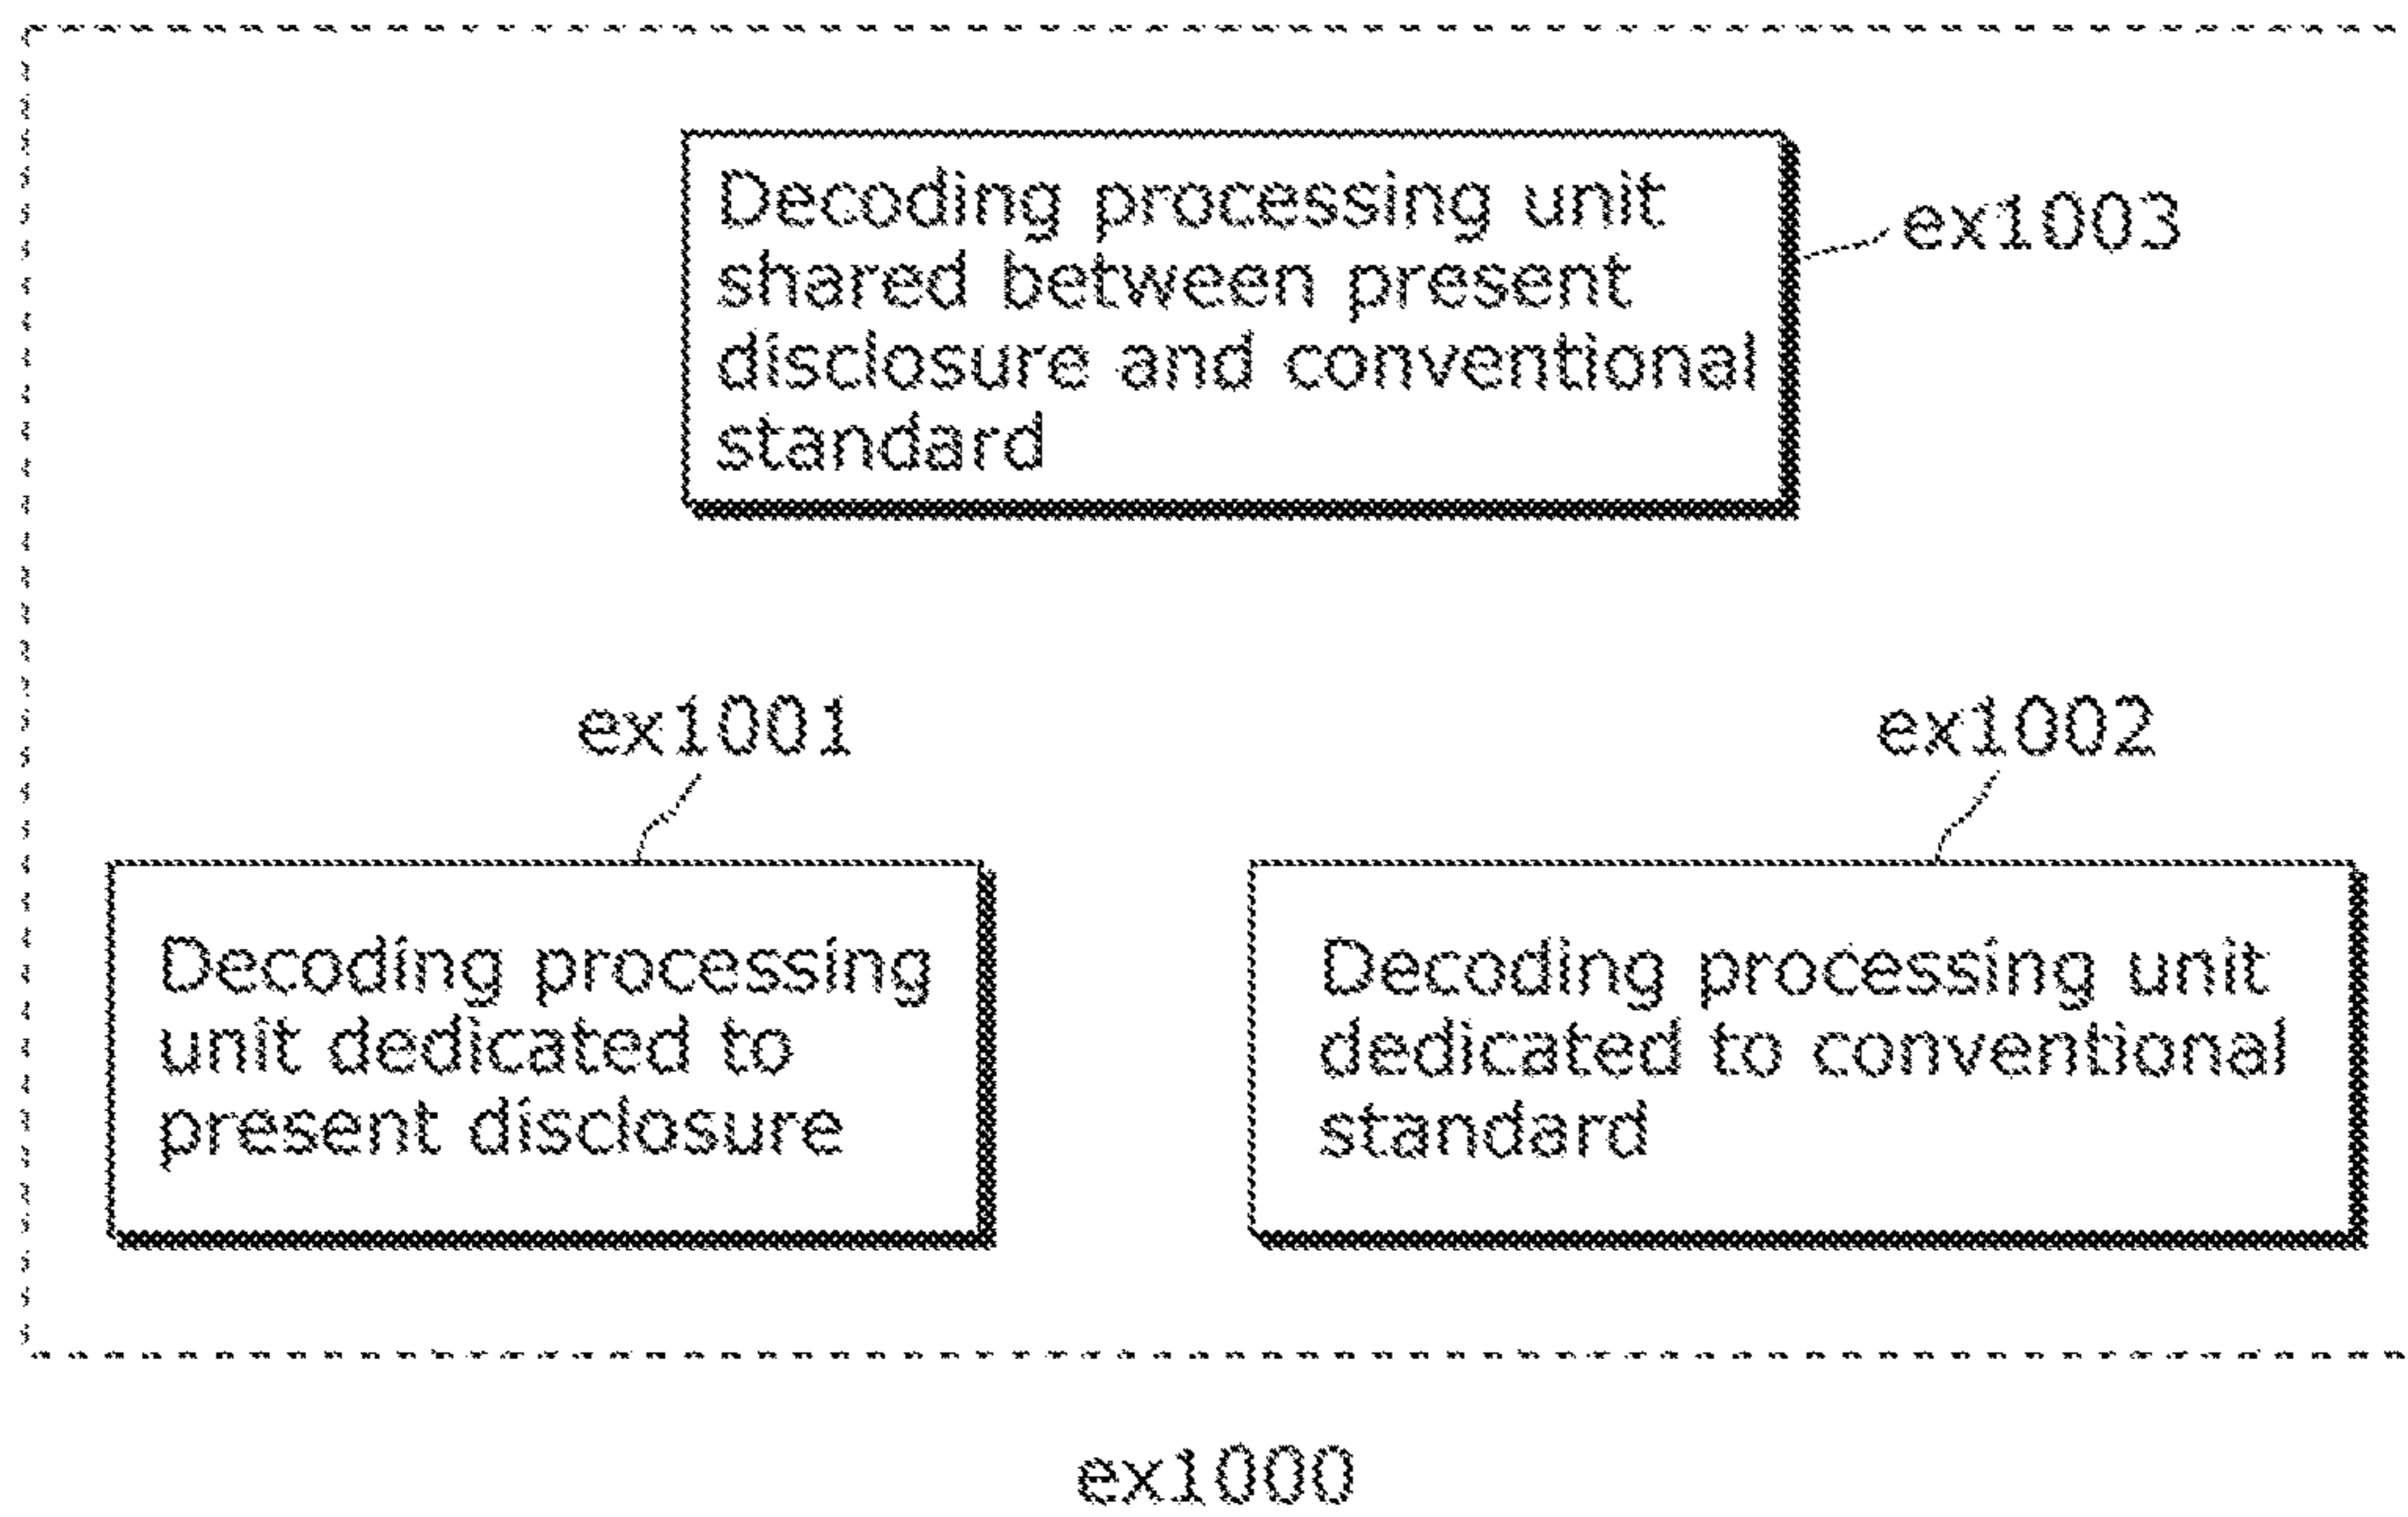 Decoding processing unit
shared between present
disclosure and conventional
standard
ex1003
ex1001
ex1002
Decoding processing
unit dedicated to
present disclosure
Decoding processing unit
dedicated to conventional
standard
ex1000